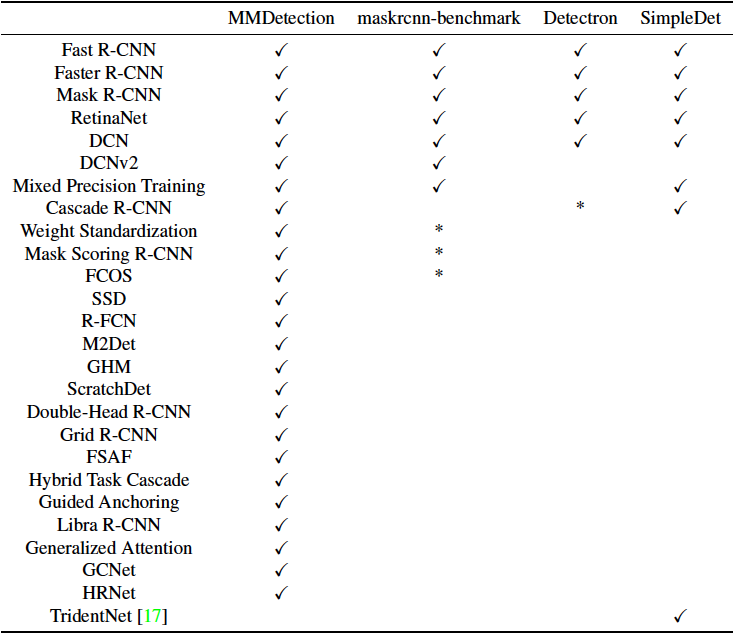 MMDetection maskrcnn-benchmark Detectron SimpleDet
Fast R-CNN ✓ ✓ ✓ ✓
Faster R-CNN ✓ ✓ ✓ ✓
Mask R-CNN ✓ ✓ ✓ ✓
RetinaNet ✓ ✓ ✓ ✓
DCN ✓ ✓ ✓ ✓
DCNv2 ✓ ✓
Mixed Precision Training ✓ ✓ ✓
Cascade R-CNN ✓ * ✓
Weight Standardization ✓ *
Mask Scoring R-CNN ✓ *
FCOS ✓ *
SSD ✓
R-FCN ✓
M2Det ✓
GHM ✓
ScratchDet ✓
Double-Head R-CNN ✓
Grid R-CNN ✓
FSAF ✓
Hybrid Task Cascade ✓
Guided Anchoring ✓
Libra R-CNN ✓
Generalized Attention ✓
GCNet ✓
HRNet ✓
TridentNet [17] ✓